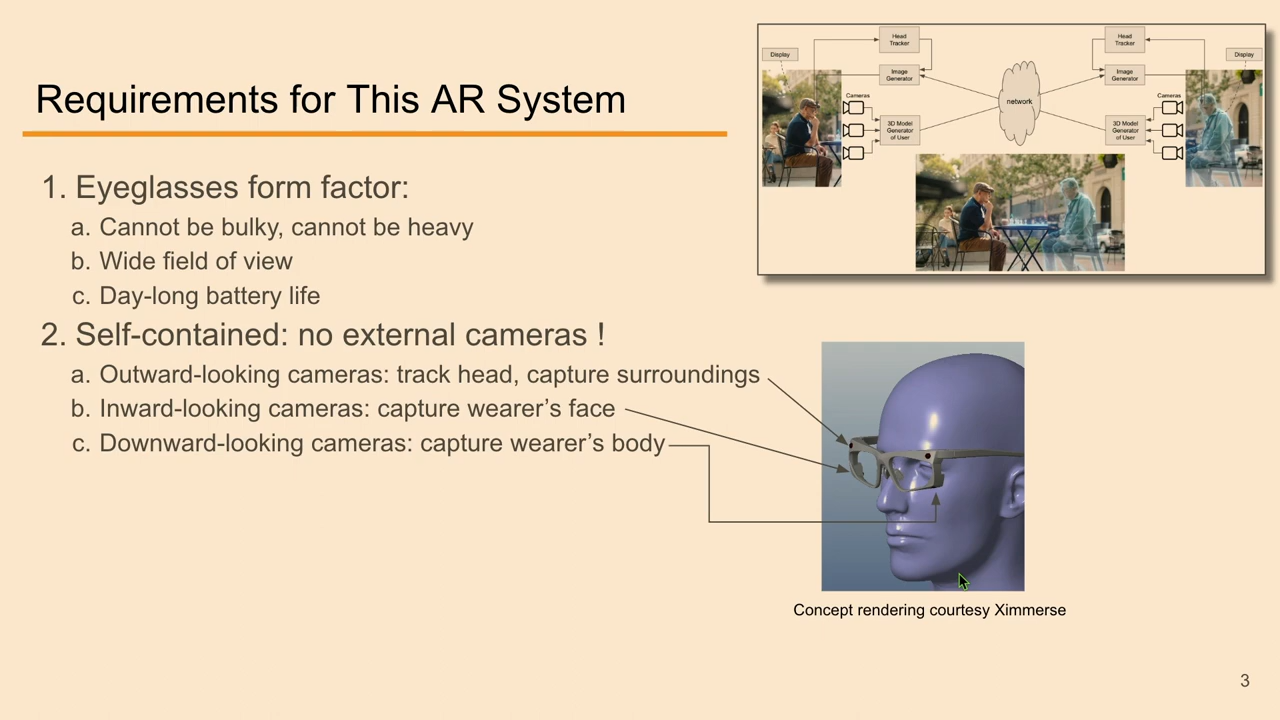 Requirements for This AR System
1. Eyeglasses form factor:
a. Cannot be bulky, cannot be heavy
b. Wide field of view
c. Day-long battery life
2. Self-contained: no external cameras !
a. Outward-looking cameras: track head, capture surroundings
b. Inward-looking cameras: capture wearer’s face
c. Downward-looking cameras: capture wearer’s body
Display
Head
Tracker
Image
Generator
Cameras
3D Model
Generator
of User
network
Head
Tracker
Image
Generator
Cameras
3D Model
Generator
of User
Display
Concept rendering courtesy Ximmerse
3